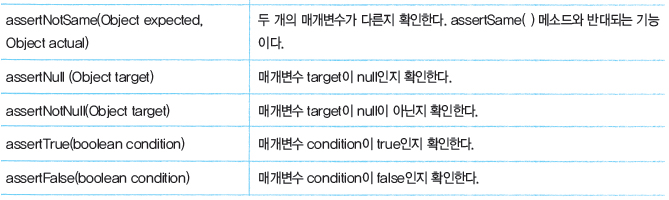 assertNotSame(Object expected, Object actual)
두 개의 매개변수가 다른지 확인한다. assertSame( ) 메소드와 반대되는 기능
이다.
assertNull (Object target)
매개변수 target이 null인지 확인한다.
assertNotNull(Object target)
매개변수 target이 null이 아닌지 확인한다.
assertTrue(boolean condition)
매개변수 condition이 true인지 확인한다.
assertFalse(boolean condition)
매개변수 condition이 false인지 확인한다.